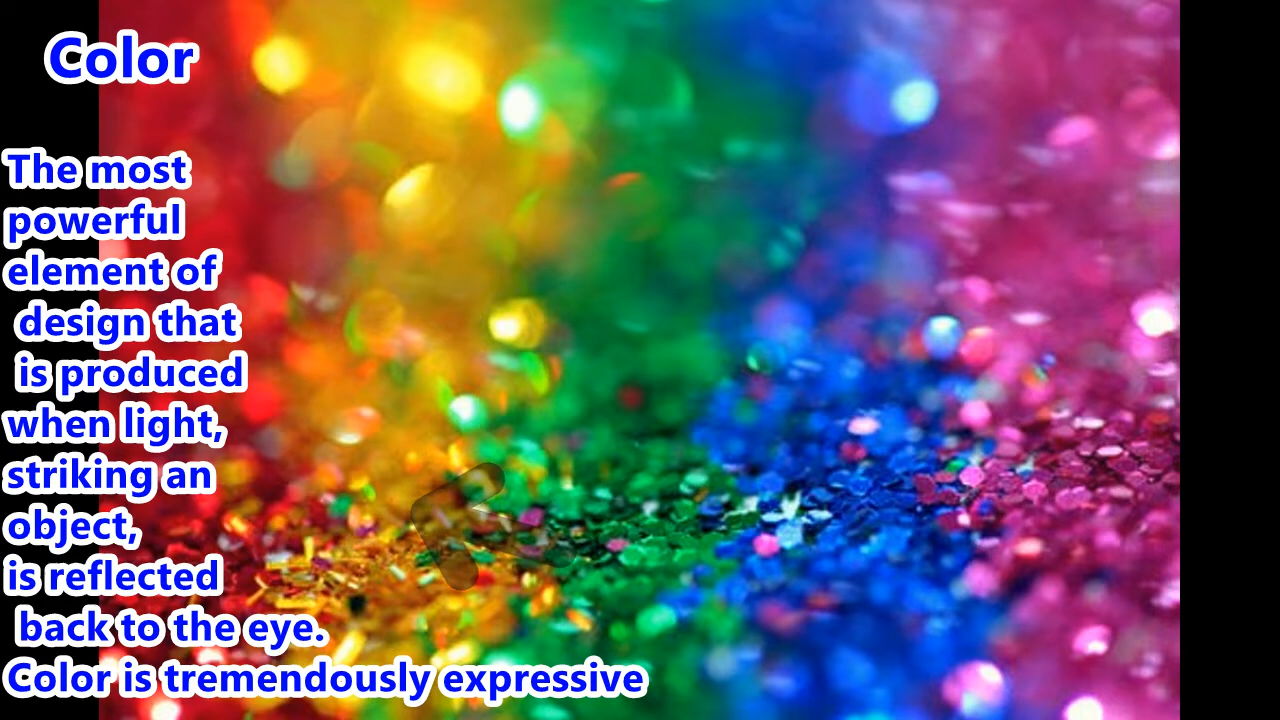 Color
The most
powerful
element of
design that
is produced
when light,
striking an
object,
is reflected
back to the eye.
Color is tremendously expressive